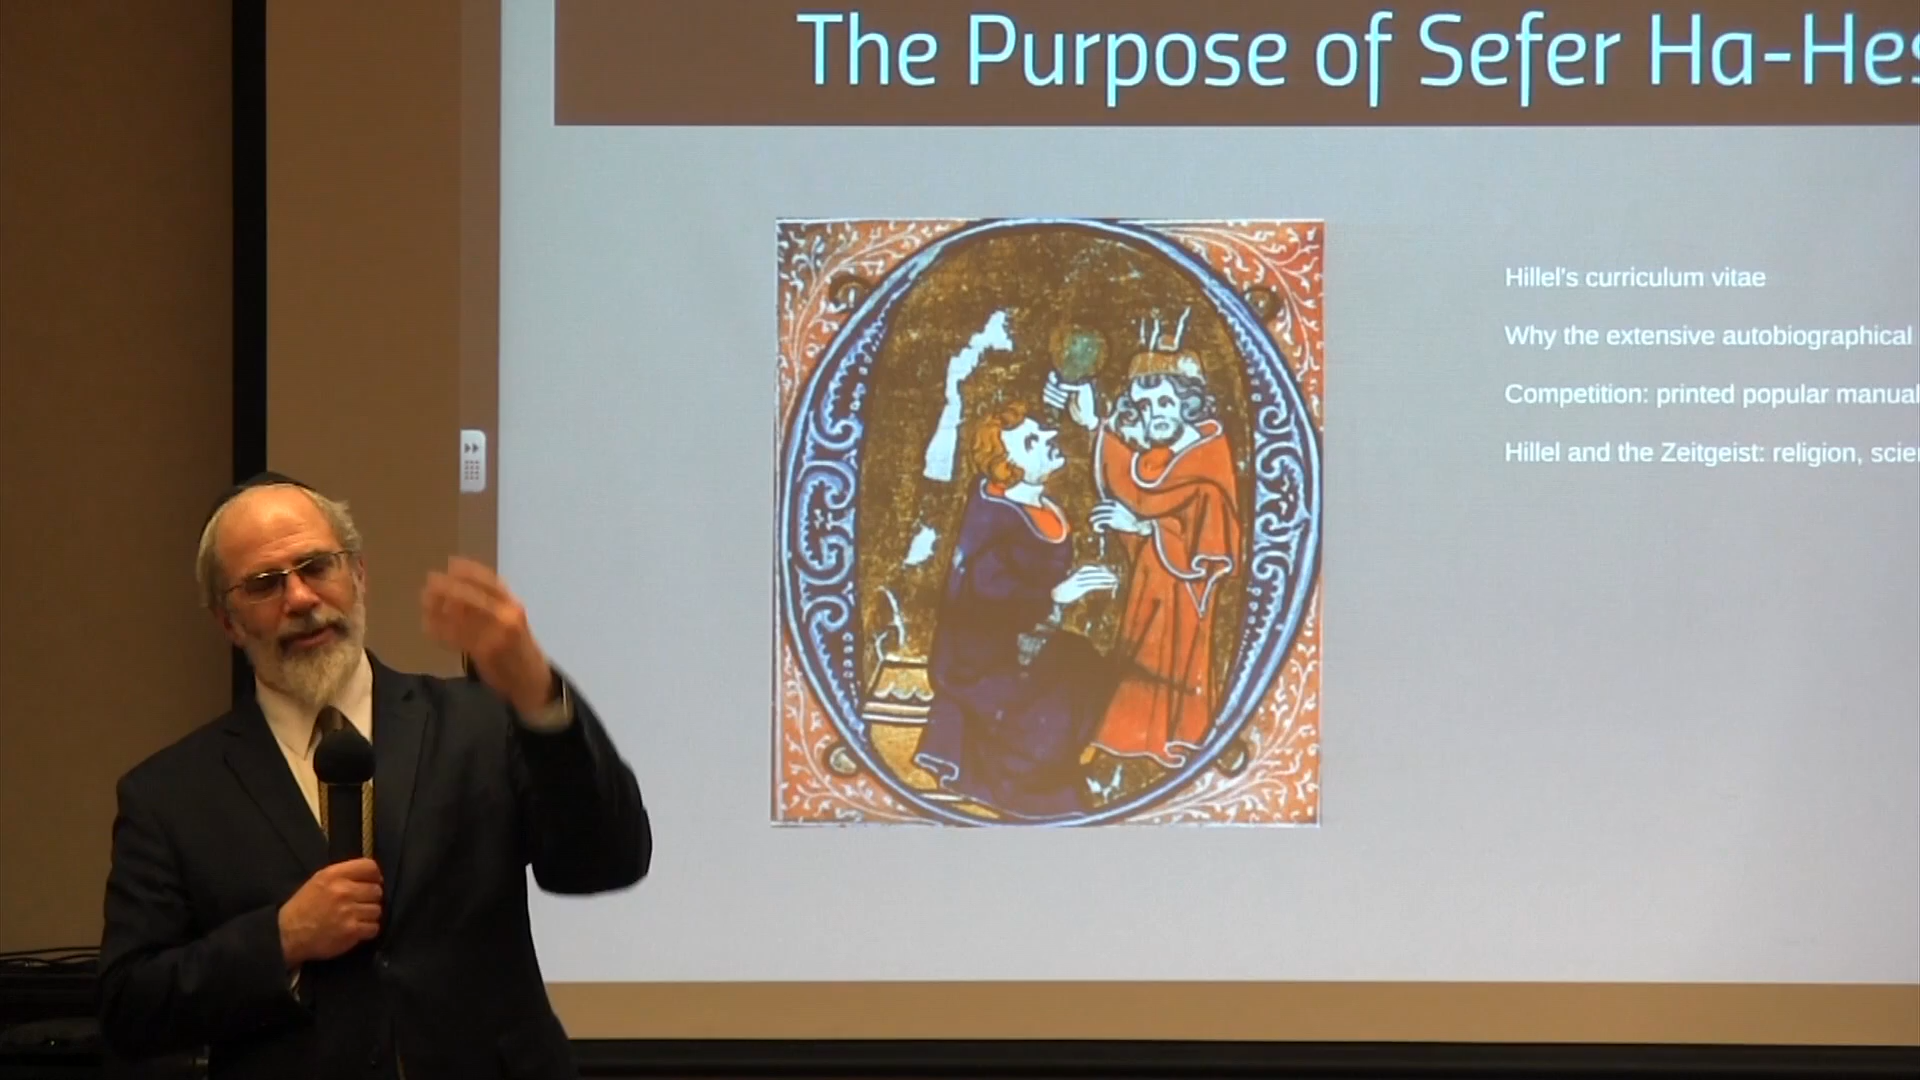 The Purpose of Sefer Ha-Hes
Hillel's curriculum vitae
Why the extensive autobiographical
Competition: printed popular manual
Hillel and the Zeitgeist: religion, scie